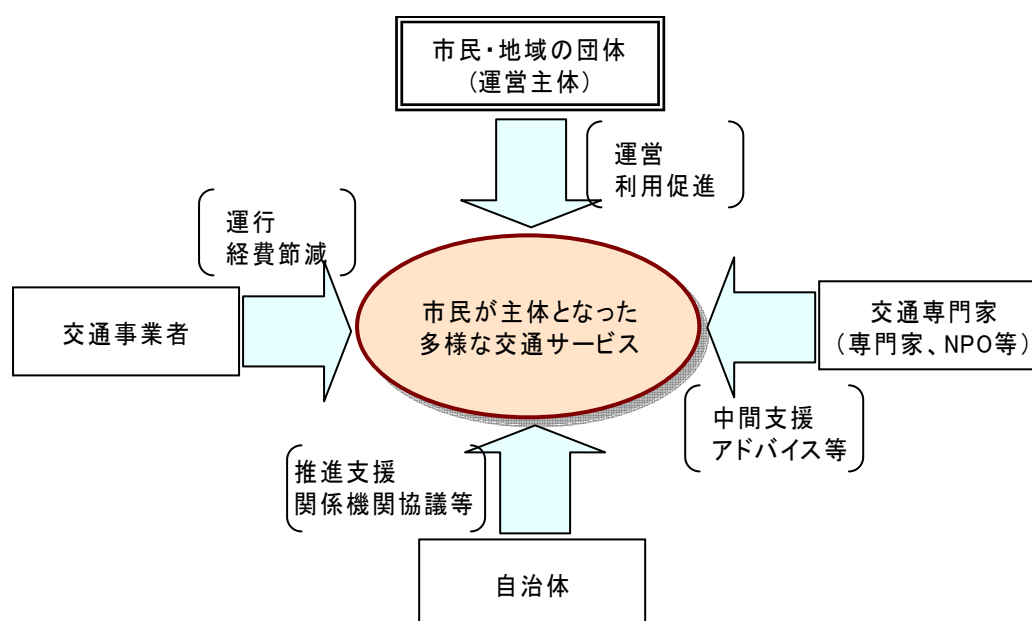 市民・地域の団体
(運営主体)
運営
利用促進
運行
経費節減
交通事業者
市民が主体となった
多様な交通サービス
交通専門家
(専門家、NPO等)
中間支援
アドバイス等
推進支援
関係機関協議等
自治体